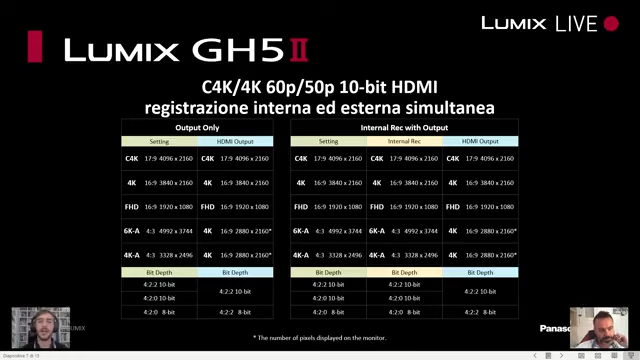 LUMIX LIVE
LUMIX GH5II
C4K/4K 60p/50p 10-bit HDMI
registrazione interna ed esterna simultanea
Output Only
Setting HDMI Output
C4K 17:9 4096 x 2160 C4K 17:9 4096 x 2160
4K 16:9 3840 x 2160 4K 16:9 3840 x 2160
FHD 16:9 1920 x 1080 FHD 16:9 1920 x 1080
6K-A 4:3 4992 x 3744 4K 16:9 2880 x 2160*
4K-A 4:3 3328 x 2496 4K 16:9 2880 x 2160*
Bit Depth Bit Depth
4:2:2 10-bit 4:2:2 10-bit
4:2:0 10-bit
4:2:0 8-bit 4:2:2 8-bit
Internal Rec with Output
Setting Internal Rec HDMI Output
C4K 17:9 4096 x 2160 C4K 17:9 4096 x 2160 C4K 17:9 4096 x 2160
4K 16:9 3840 x 2160 4K 16:9 3840 x 2160 4K 16:9 3840 x 2160
FHD 16:9 1920 x 1080 FHD 16:9 1920 x 1080 FHD 16:9 1920 x 1080
6K-A 4:3 4992 x 3744 6K-A 4:3 4992 x 3744 4K 16:9 2880 x 2160*
4K-A 4:3 3328 x 2496 4K-A 4:3 3328 x 2496 4K 16:9 2880 x 2160*
Bit Depth Bit Depth Bit Depth
4:2:2 10-bit 4:2:2 10-bit 4:2:2 10-bit
4:2:0 10-bit 4:2:0 10-bit
4:2:0 8-bit 4:2:0 8-bit 4:2:2 8-bit
* The number of pixels displayed on the monitor.
LUMIX
Panaso